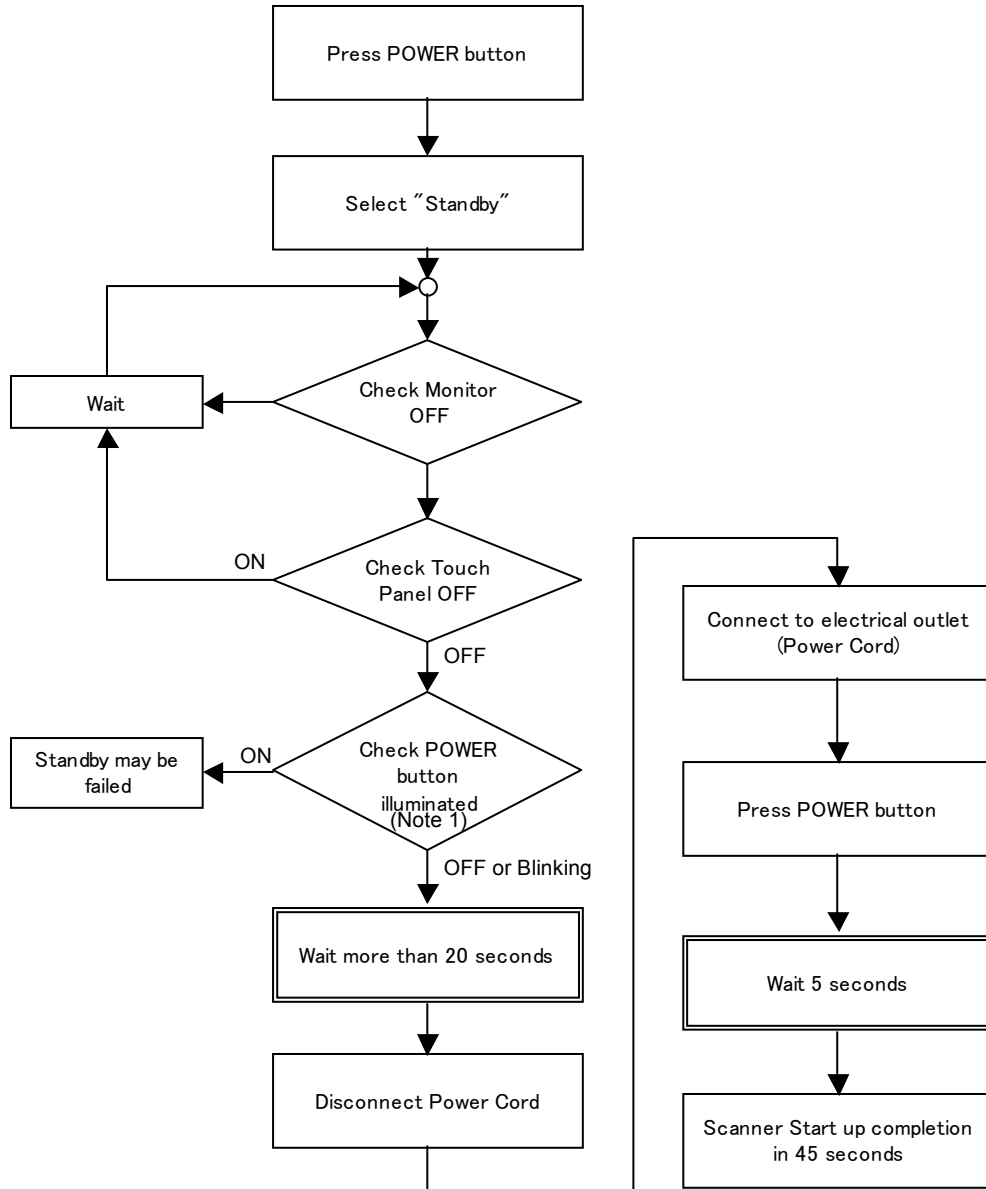 Press POWER button
Select "Standby"
Check Monitor
OFF
Wait
ON
Check Touch
Panel OFF
OFF
Standby may be
failed
ON
Check POWER
button
illuminated
(Note 1)
OFF or Blinking
Wait more than 20 seconds
Disconnect Power Cord
Connect to electrical outlet
(Power Cord)
Press POWER button
Wait 5 seconds
Scanner Start up completion
in 45 seconds